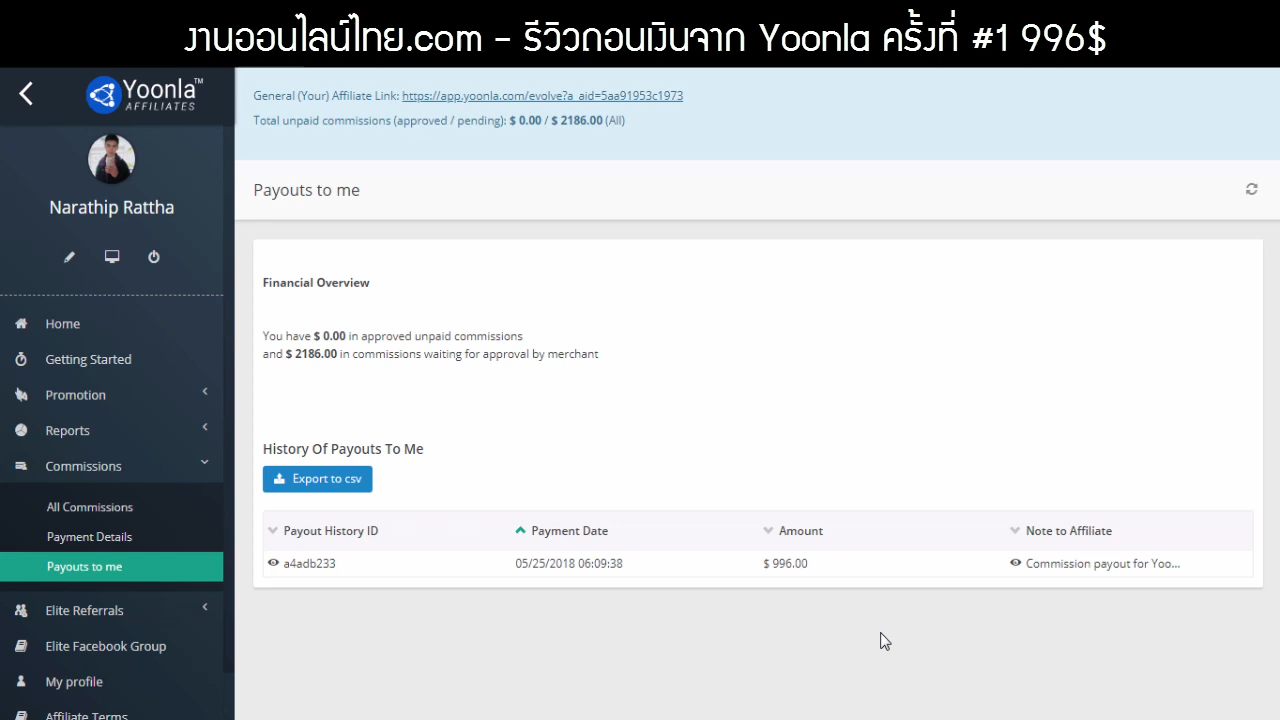 งานออนไลน์ไทย.com - รีวิวถอนเงินจาก Yoonla ครั้งที่ #1 996$
Yoonla™
AFFILIATES
Narathip Rattha
Home
Getting Started
Promotion
Reports
Commissions
All Commissions
Payment Details
Payouts to me
Elite Referrals
Elite Facebook Group
My profile
Affiliate Terms
General (Your) Affiliate Link: https://app.yoonla.com/evolve?a_aid=5aa91953c1973
Total unpaid commissions (approved / pending): $ 0.00 / $ 2186.00 (All)
Payouts to me
Financial Overview
You have $ 0.00 in approved unpaid commissions
and $ 2186.00 in commissions waiting for approval by merchant
History Of Payouts To Me
Export to csv
Payout History ID Payment Date Amount Note to Affiliate
a4adb233 05/25/2018 06:09:38 $ 996.00 Commission payout for Yoo...